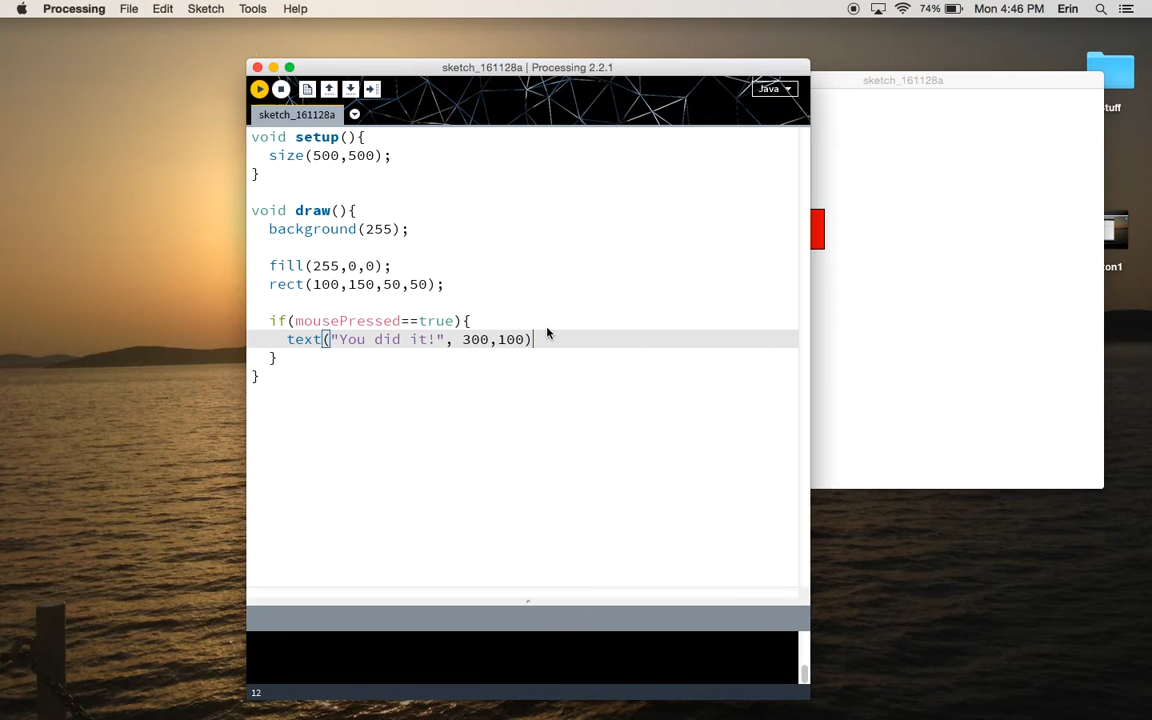 Processing File Edit Sketch Tools Help 74% Mon 4:46 PM Erin
sketch_161128a | Processing 2.2.1
sketch_161128a
Java
stuff
sketch_161128a
void setup(){
size(500,500);
}
void draw(){
background(255);
fill(255,0,0);
rect(100,150,50,50);
if(mousePressed==true){
text("You did it!", 300,100)
}
}
12